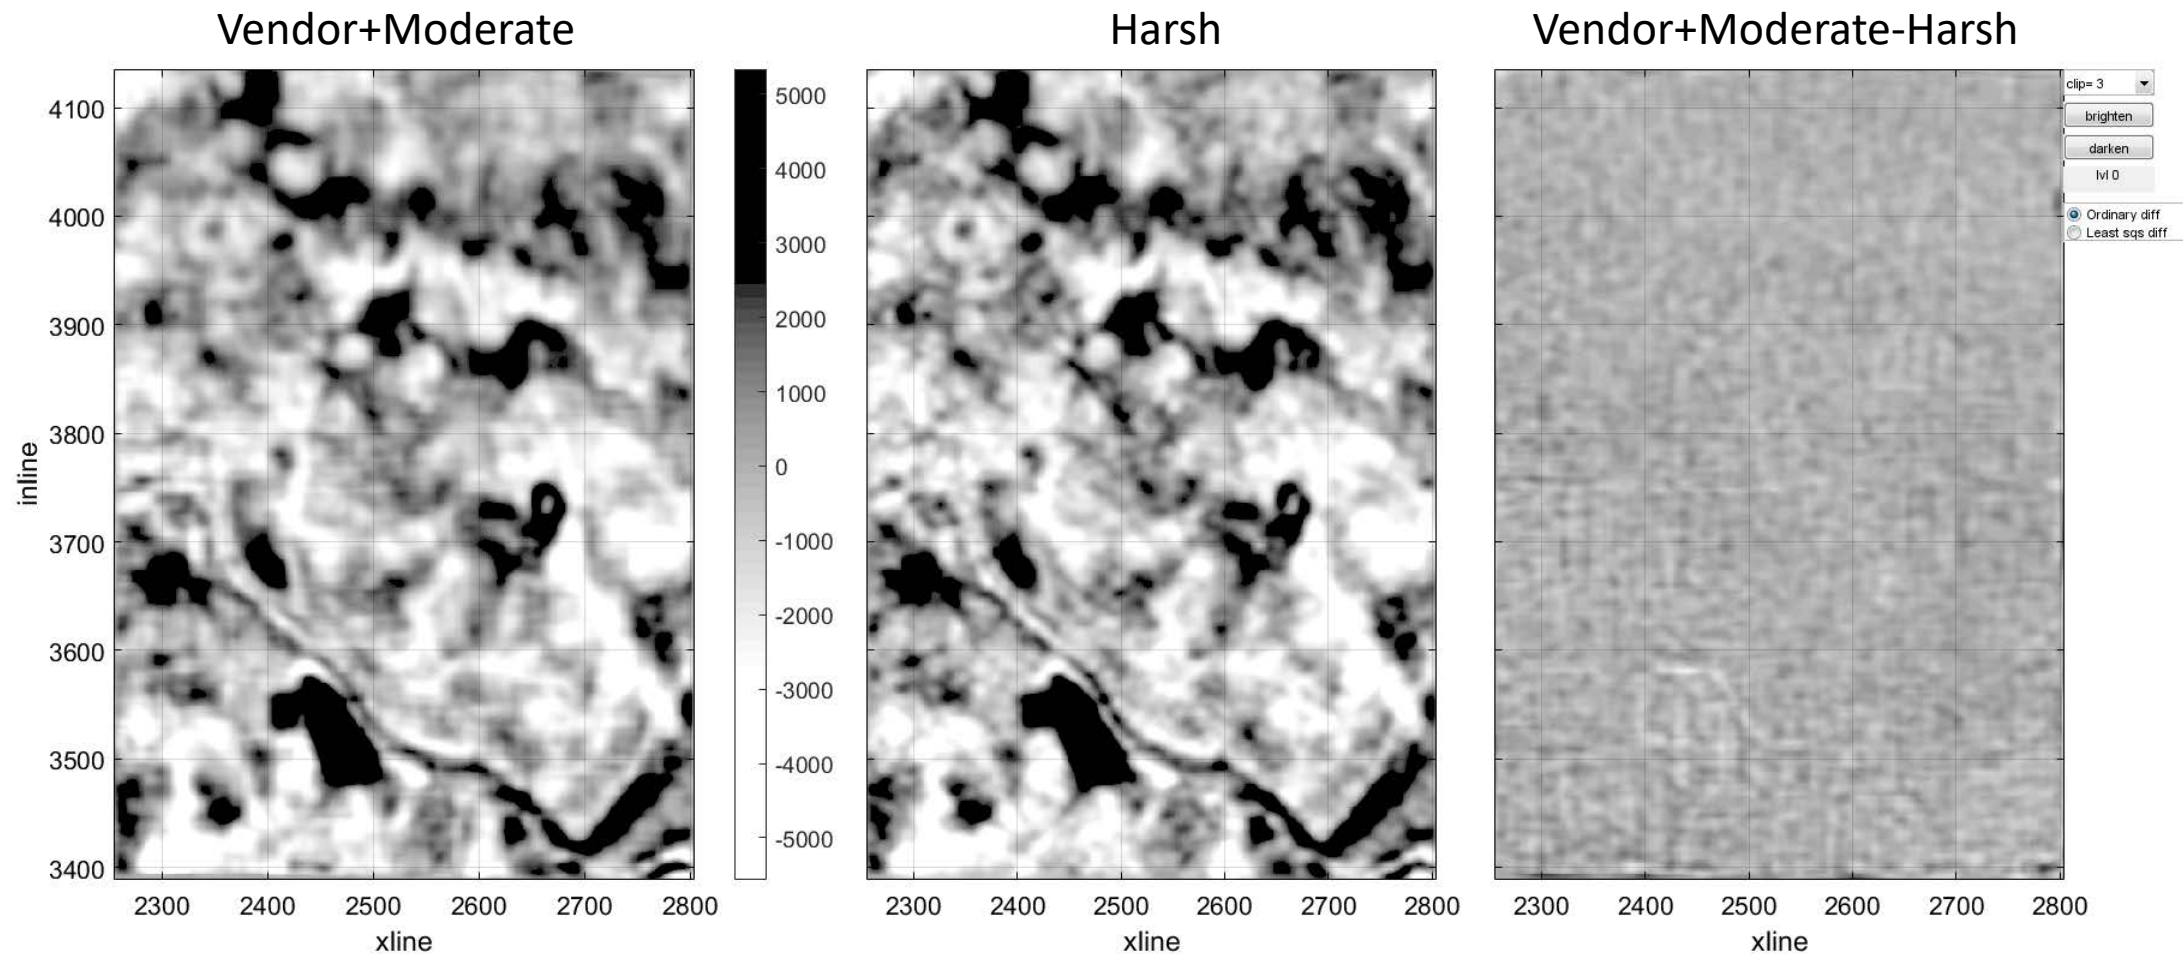 Vendor+Moderate
Harsh
Vendor+Moderate-Harsh
inline
4100
4000
3900
3800
3700
3600
3500
3400
2300 2400 2500 2600 2700 2800
xline
5000
4000
3000
2000
1000
0
-1000
-2000
-3000
-4000
-5000
2300 2400 2500 2600 2700 2800
xline
2300 2400 2500 2600 2700 2800
xline
clip= 3
brighten
darken
lvl 0
Ordinary diff
Least sqs diff